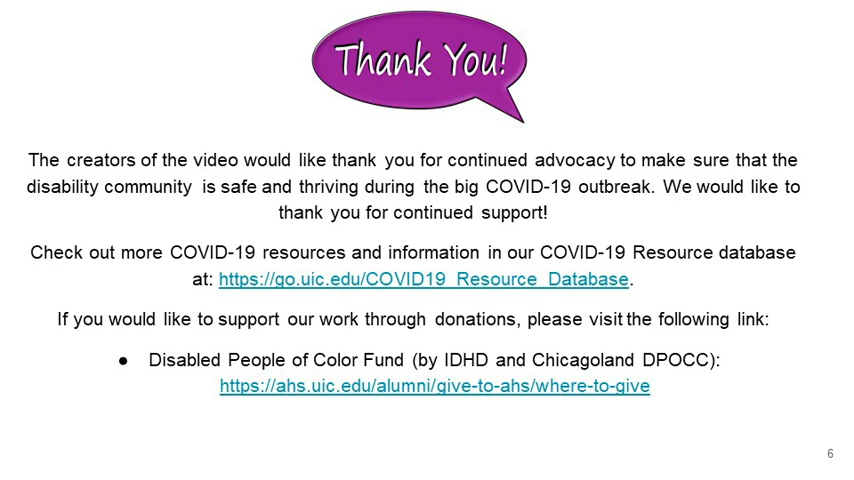 Thank You!
The creators of the video would like thank you for continued advocacy to make sure that the
disability community is safe and thriving during the big COVID-19 outbreak. We would like to
thank you for continued support!
Check out more COVID-19 resources and information in our COVID-19 Resource database
at: https://go.uic.edu/COVID19_Resource_Database.
If you would like to support our work through donations, please visit the following link:
● Disabled People of Color Fund (by IDHD and Chicagoland DPOCC):
https://ahs.uic.edu/alumni/give-to-ahs/where-to-give
6